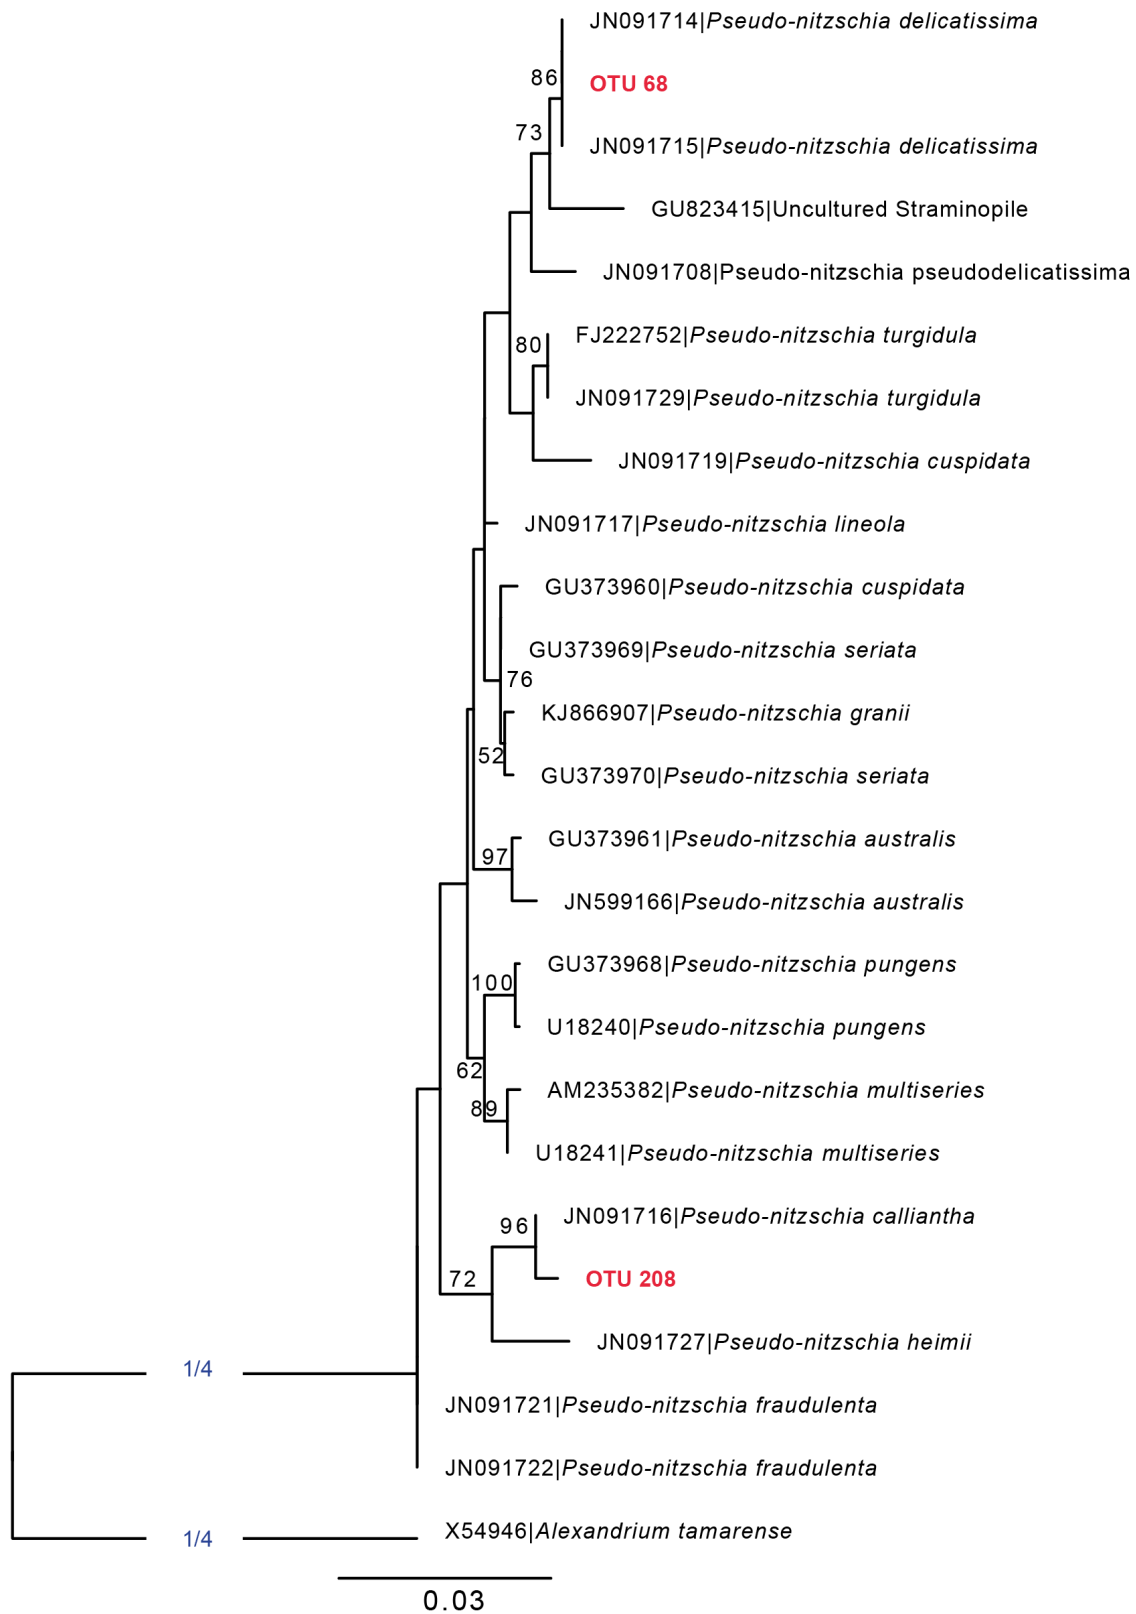 JN091714|Pseudo-nitzschia delicatissima
86
OTU 68
73
JN091715|Pseudo-nitzschia delicatissima
GU823415|Uncultured Straminopile
JN091708|Pseudo-nitzschia pseudodelicatissima
FJ222752|Pseudo-nitzschia turgidula
80
JN091729|Pseudo-nitzschia turgidula
JN091719|Pseudo-nitzschia cuspidata
JN091717|Pseudo-nitzschia lineola
GU373960|Pseudo-nitzschia cuspidata
GU373969|Pseudo-nitzschia seriata
76
KJ866907|Pseudo-nitzschia granii
52
GU373970|Pseudo-nitzschia seriata
GU373961|Pseudo-nitzschia australis
97
JN599166|Pseudo-nitzschia australis
GU373968|Pseudo-nitzschia pungens
100
U18240|Pseudo-nitzschia pungens
62
AM235382|Pseudo-nitzschia multiseries
89
U18241|Pseudo-nitzschia multiseries
JN091716|Pseudo-nitzschia calliantha
96
OTU 208
72
JN091727|Pseudo-nitzschia heimii
1/4
JN091721|Pseudo-nitzschia fraudulenta
JN091722|Pseudo-nitzschia fraudulenta
X54946|Alexandrium tamarense
1/4
0.03